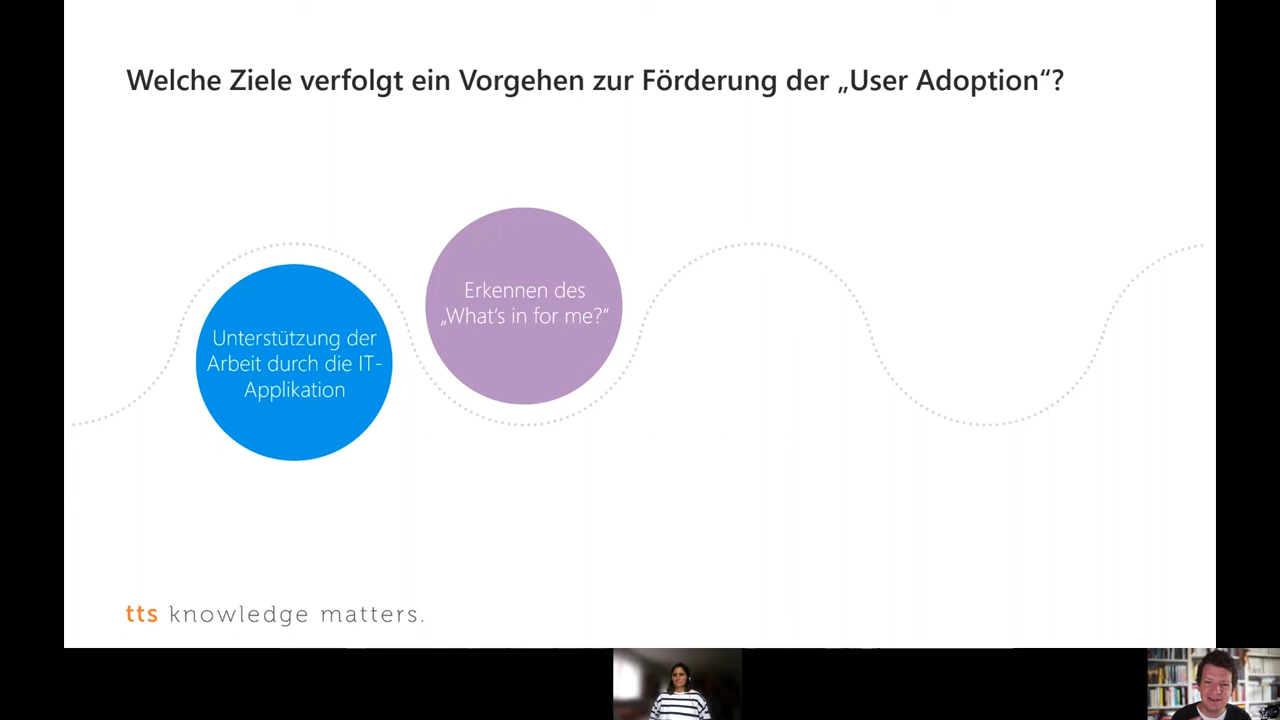 Welche Ziele verfolgt ein Vorgehen zur Förderung der „User Adoption“?
Unterstützung der
Arbeit durch die IT-
Applikation
Erkennen des
„What's in for me?“
tts knowledge matters.